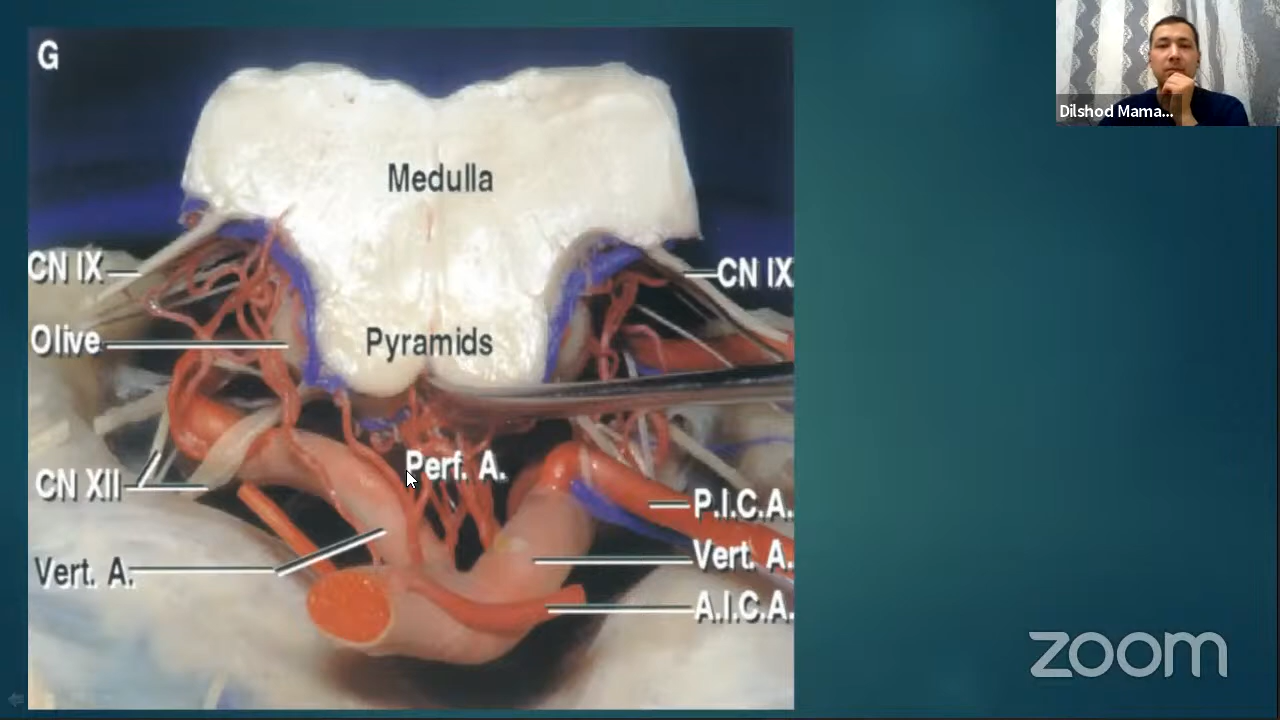 G
Dilshod Mama...
Medulla
CN IX
CN IX
Olive
Pyramids
Perf. A.
CN XII
P.I.C.A.
Vert. A.
Vert. A.
A.I.C.A.
zoom